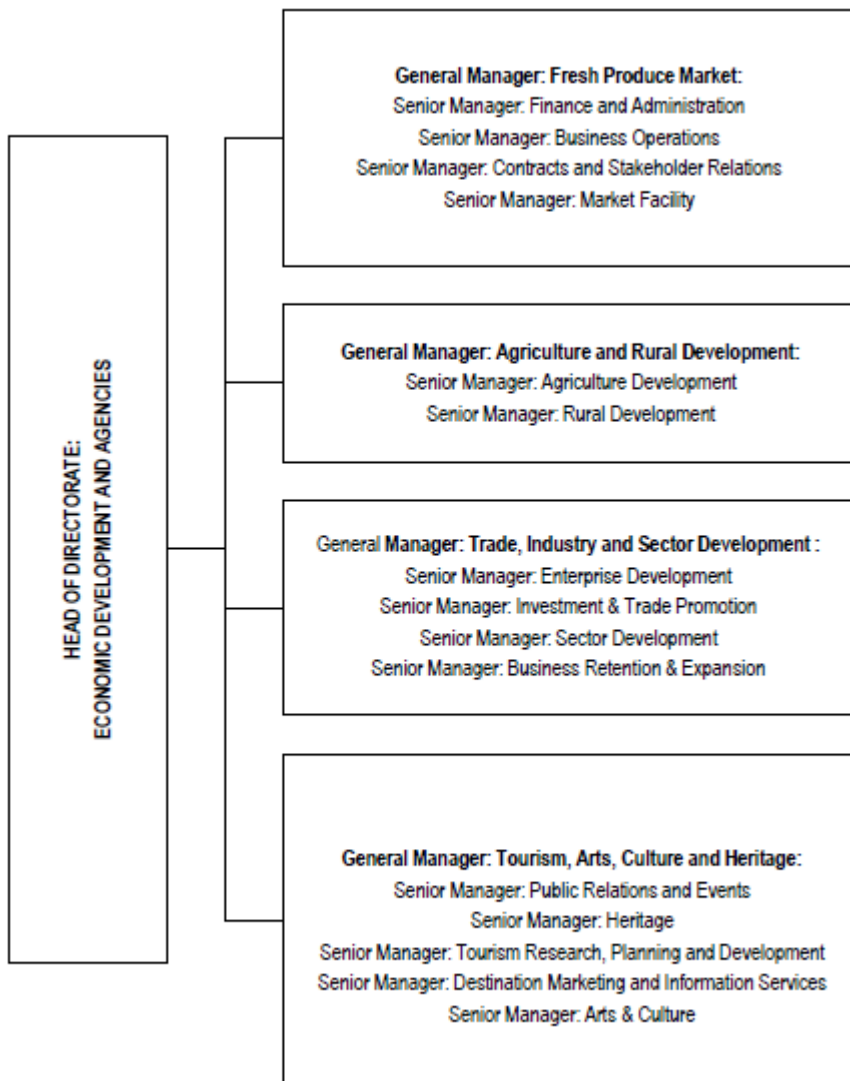 HEAD OF DIRECTORATE:
ECONOMIC DEVELOPMENT AND AGENCIES
General Manager: Fresh Produce Market:
Senior Manager: Finance and Administration
Senior Manager: Business Operations
Senior Manager: Contracts and Stakeholder Relations
Senior Manager: Market Facility
General Manager: Agriculture and Rural Development:
Senior Manager: Agriculture Development
Senior Manager: Rural Development
General Manager: Trade, Industry and Sector Development :
Senior Manager: Enterprise Development
Senior Manager: Investment & Trade Promotion
Senior Manager: Sector Development
Senior Manager: Business Retention & Expansion
General Manager: Tourism, Arts, Culture and Heritage:
Senior Manager: Public Relations and Events
Senior Manager: Heritage
Senior Manager: Tourism Research, Planning and Development
Senior Manager: Destination Marketing and Information Services
Senior Manager: Arts & Culture